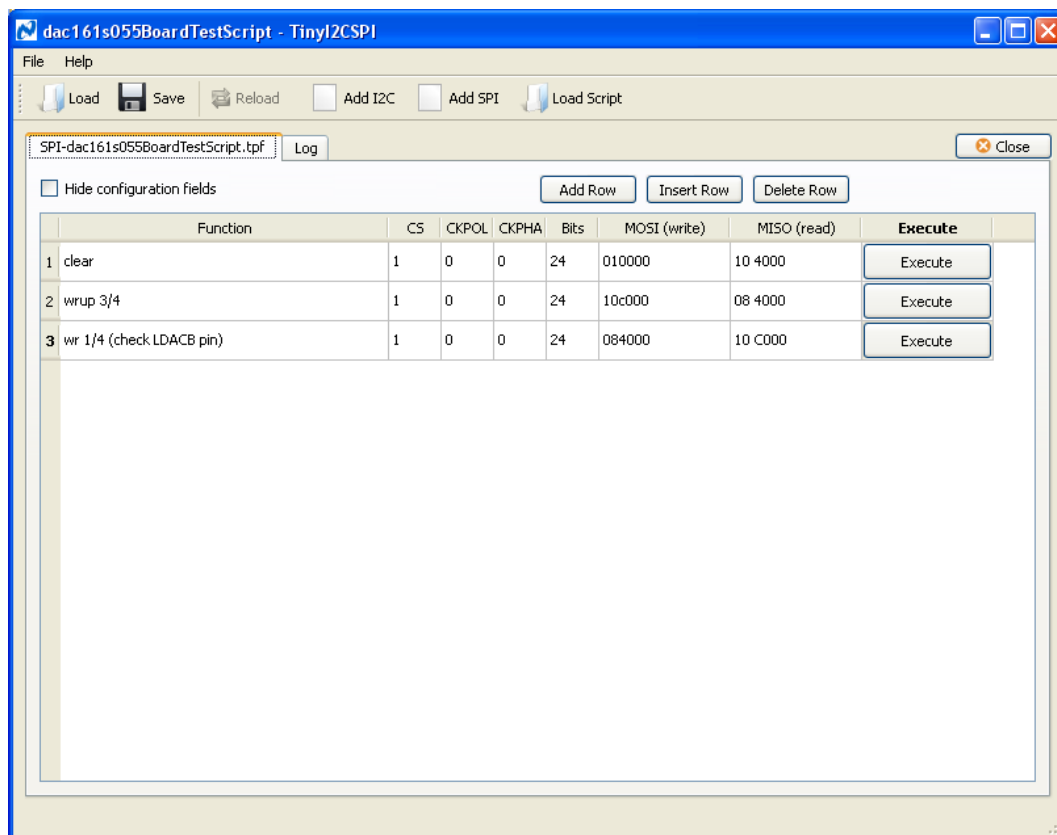 dac161s055BoardTestScript - TinyI2CSPI
File Help
Load Save Reload Add I2C Add SPI Load Script
SPI-dac161s055BoardTestScript.tpf Log Close
Hide configuration fields Add Row Insert Row Delete Row
Function CS CKPOL CKPHA Bits MOSI (write) MISO (read) Execute
1 clear 1 0 0 24 010000 10 4000 Execute
2 wrup 3/4 1 0 0 24 10c000 08 4000 Execute
3 wr 1/4 (check LDACB pin) 1 0 0 24 084000 10 C000 Execute